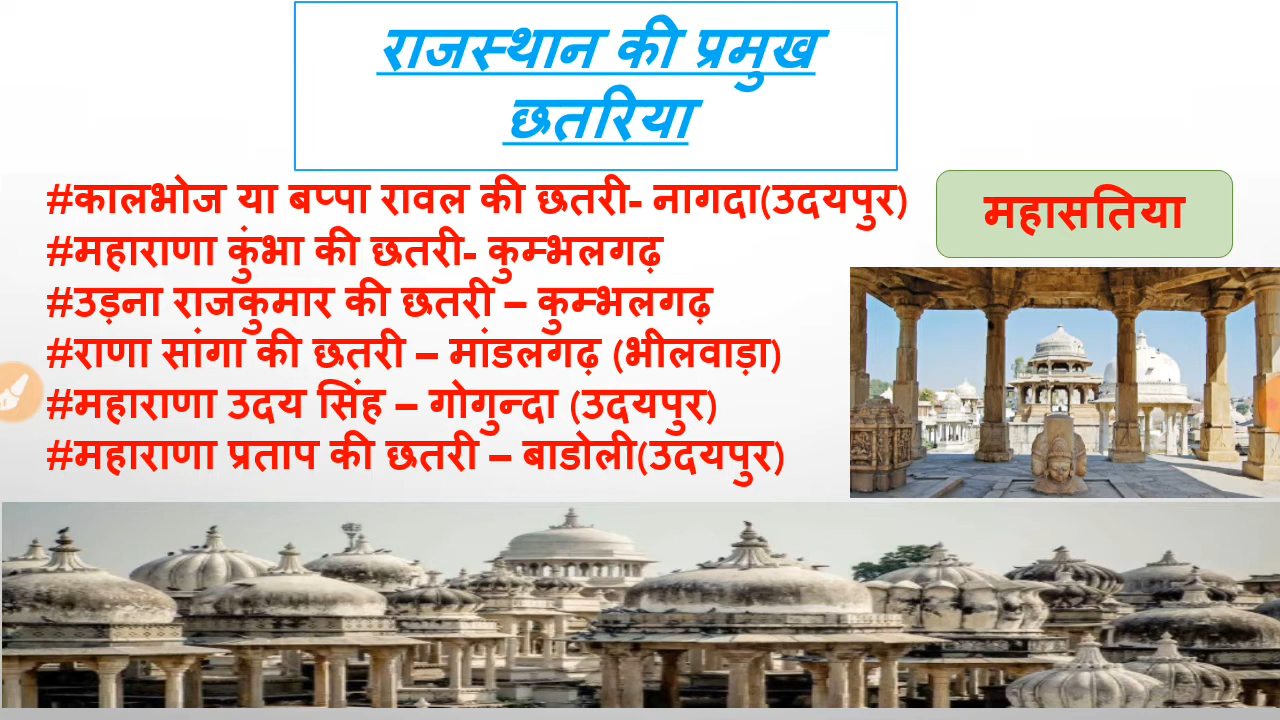 राजस्थान की प्रमुख
छतरिया
#कालभोज या बप्पा रावल की छतरी- नागदा(उदयपुर)
#महाराणा कुंभा की छतरी- कुम्भलगढ़
#उड़ना राजकुमार की छतरी – कुम्भलगढ़
#राणा सांगा की छतरी – मांडलगढ़ (भीलवाड़ा)
#महाराणा उदय सिंह – गोगुन्दा (उदयपुर)
#महाराणा प्रताप की छतरी – बाडोली(उदयपुर)
महासतिया